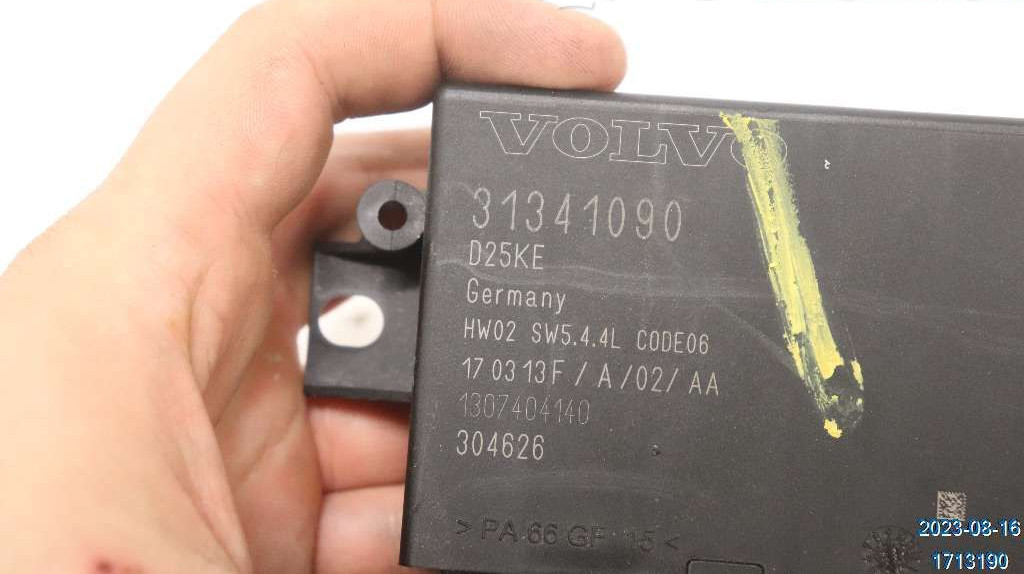 VOLVO
31341090
D25KE
Germany
HW02 SW5.4.4L CODE06
17 03 13F / A / 02 / AA
1307404140
304626
> PA 66 GF 15 <
2023-08-16
1713190